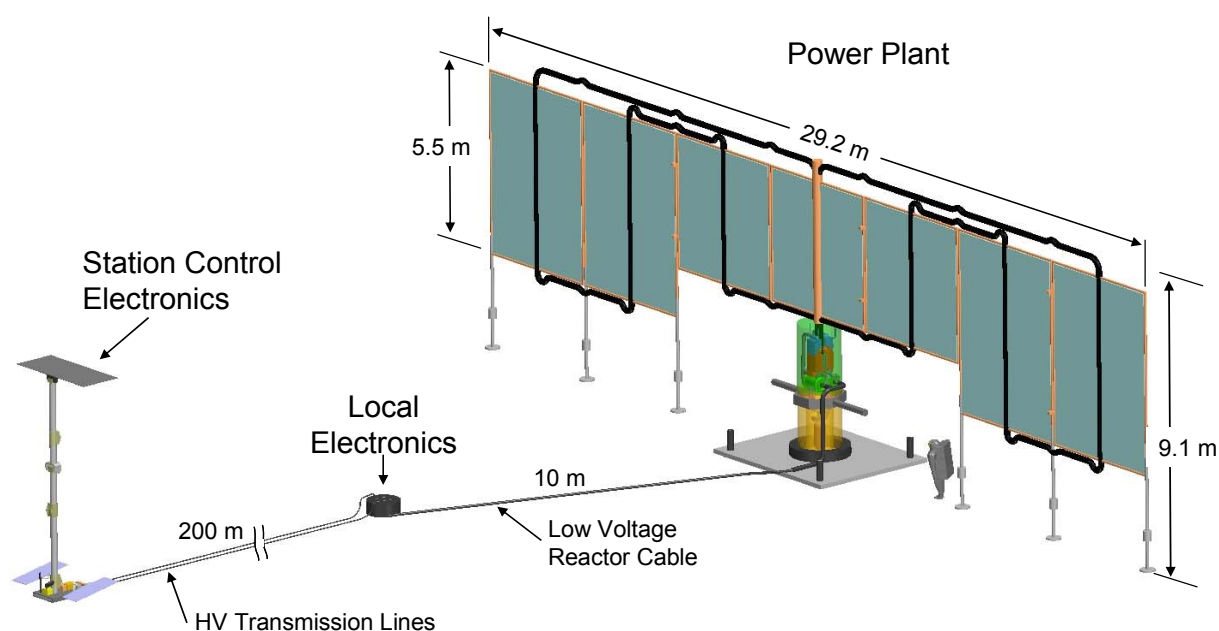 Power Plant
29.2 m
5.5 m
Station Control
Electronics
Local
Electronics
9.1 m
10 m
200 m
Low Voltage
Reactor Cable
HV Transmission Lines